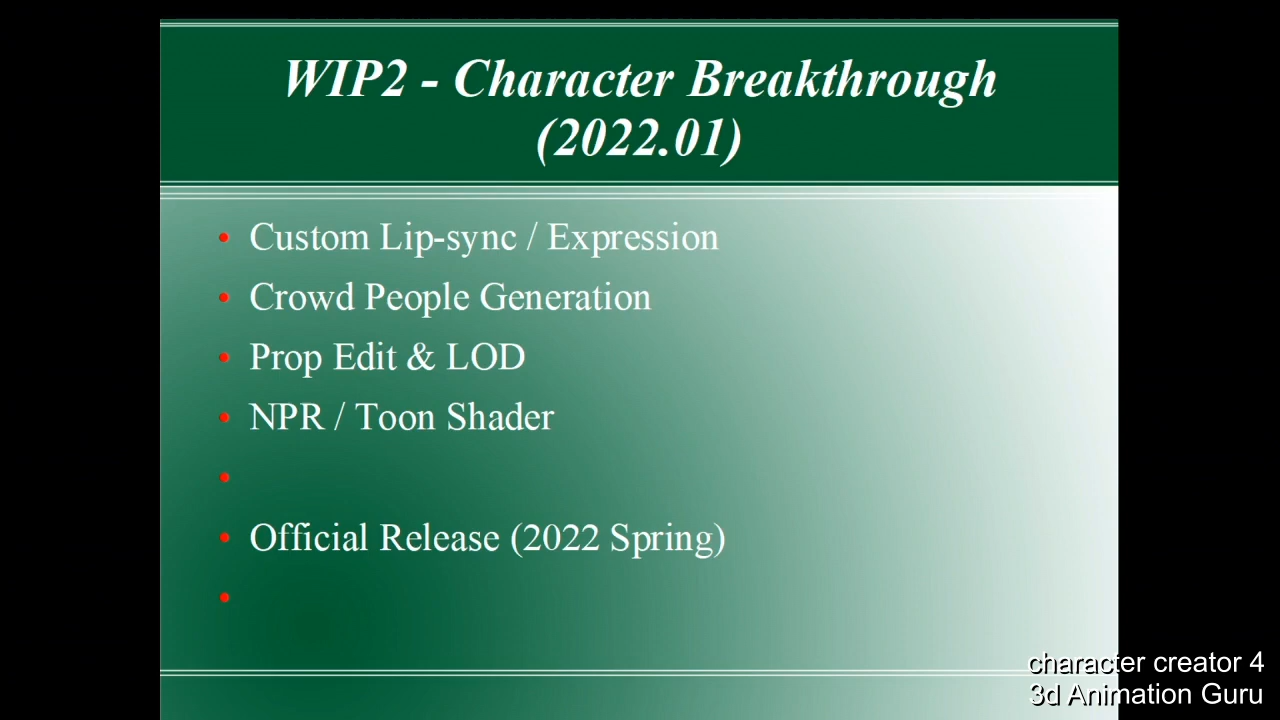 WIP2 - Character Breakthrough
(2022.01)
• Custom Lip-sync / Expression
• Crowd People Generation
• Prop Edit & LOD
• NPR / Toon Shader
•
• Official Release (2022 Spring)
•
character creator 4
3d Animation Guru